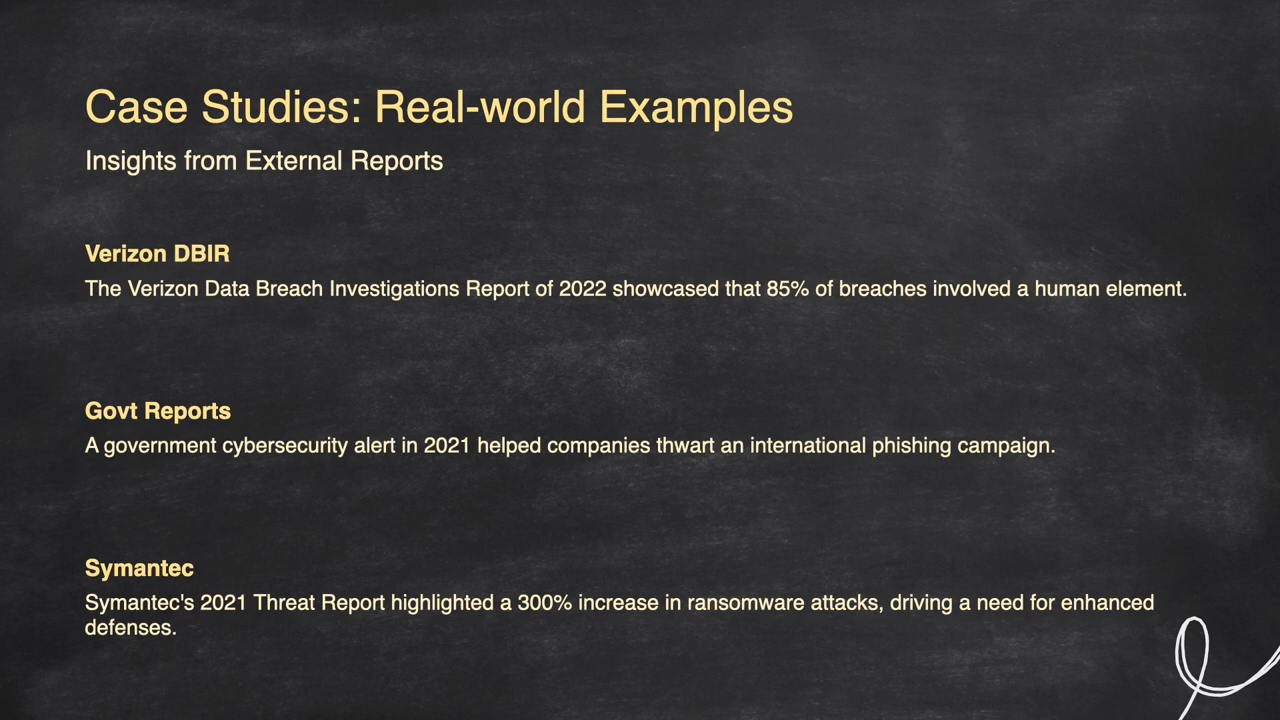 Case Studies: Real-world Examples
Insights from External Reports
Verizon DBIR
The Verizon Data Breach Investigations Report of 2022 showcased that 85% of breaches involved a human element.
Govt Reports
A government cybersecurity alert in 2021 helped companies thwart an international phishing campaign.
Symantec
Symantec's 2021 Threat Report highlighted a 300% increase in ransomware attacks, driving a need for enhanced
defenses.